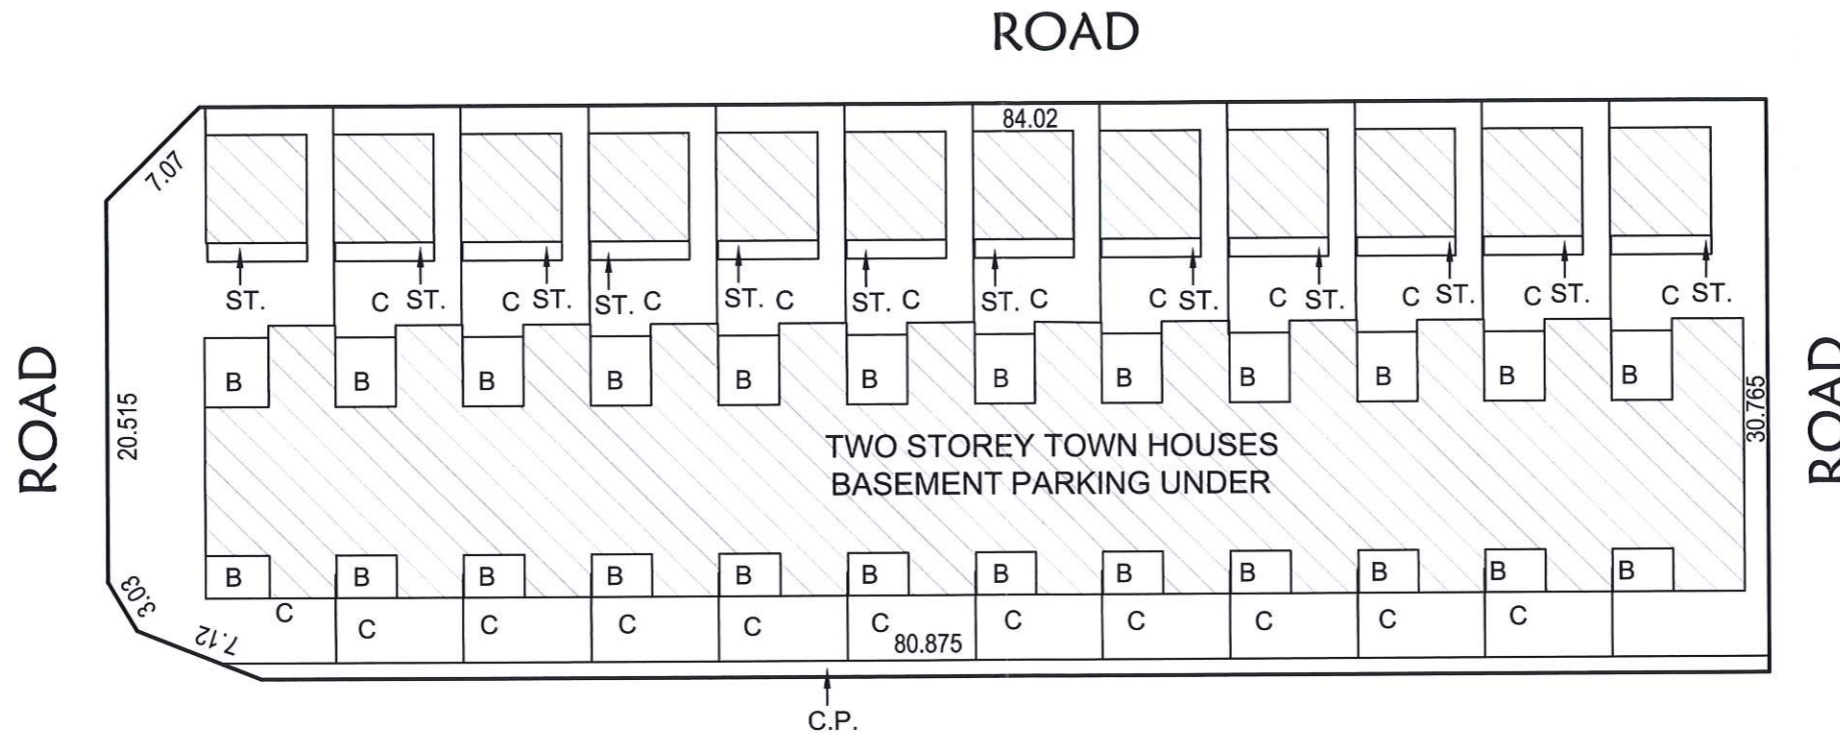 ROAD
84.02
7.07
ST.
C ST.
C ST.
ST. C
ST. C
ST. C
ST. C
C ST.
C ST.
C ST.
C ST.
C ST.
B
B
B
B
B
B
B
B
B
B
B
B
ROAD
20.515
30.765
ROAD
TWO STOREY TOWN HOUSES
BASEMENT PARKING UNDER
B
B
B
B
B
B
B
B
B
B
B
B
3.03
7.12
C
C
C
C
C
C
C
C
C
C
C
80.875
C.P.